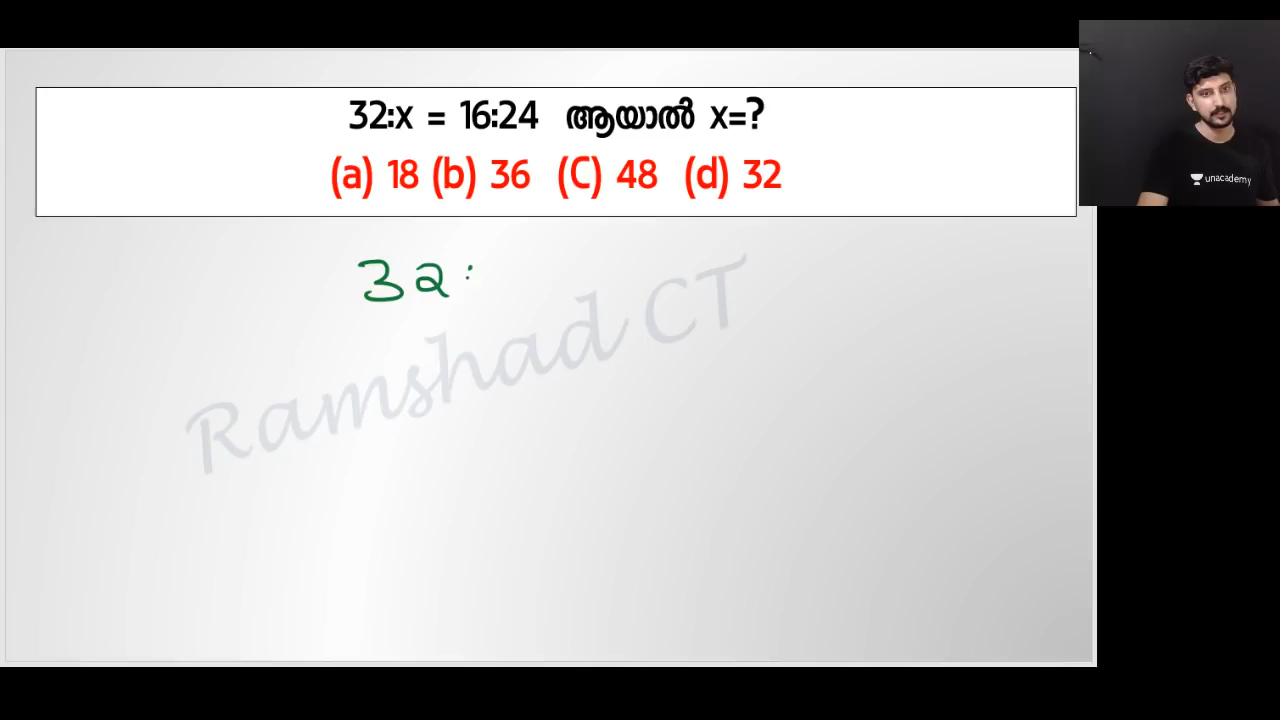 32:x = 16:24 ആയാൽ x=?
(a) 18 (b) 36 (C) 48 (d) 32
unacademy
32:
Ramshad CT